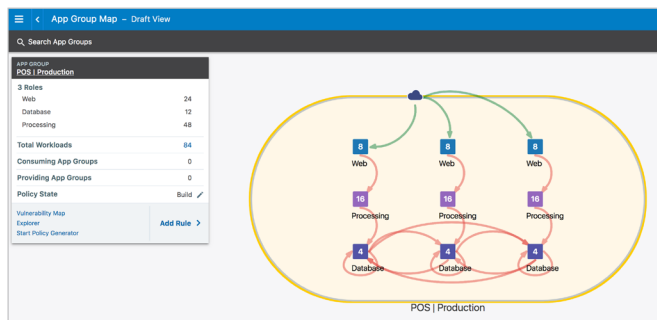 App Group Map – Draft View
Search App Groups
APP GROUP
POS | Production
3 Roles
Web 24
Database 12
Processing 48
Total Workloads 84
Consuming App Groups 0
Providing App Groups 0
Policy State Build
Vulnerability Map
Explorer
Start Policy Generator
Add Rule
8 8 8
Web Web Web
16 16 16
Processing Processing Processing
4 4 4
Database Database Database
POS | Production